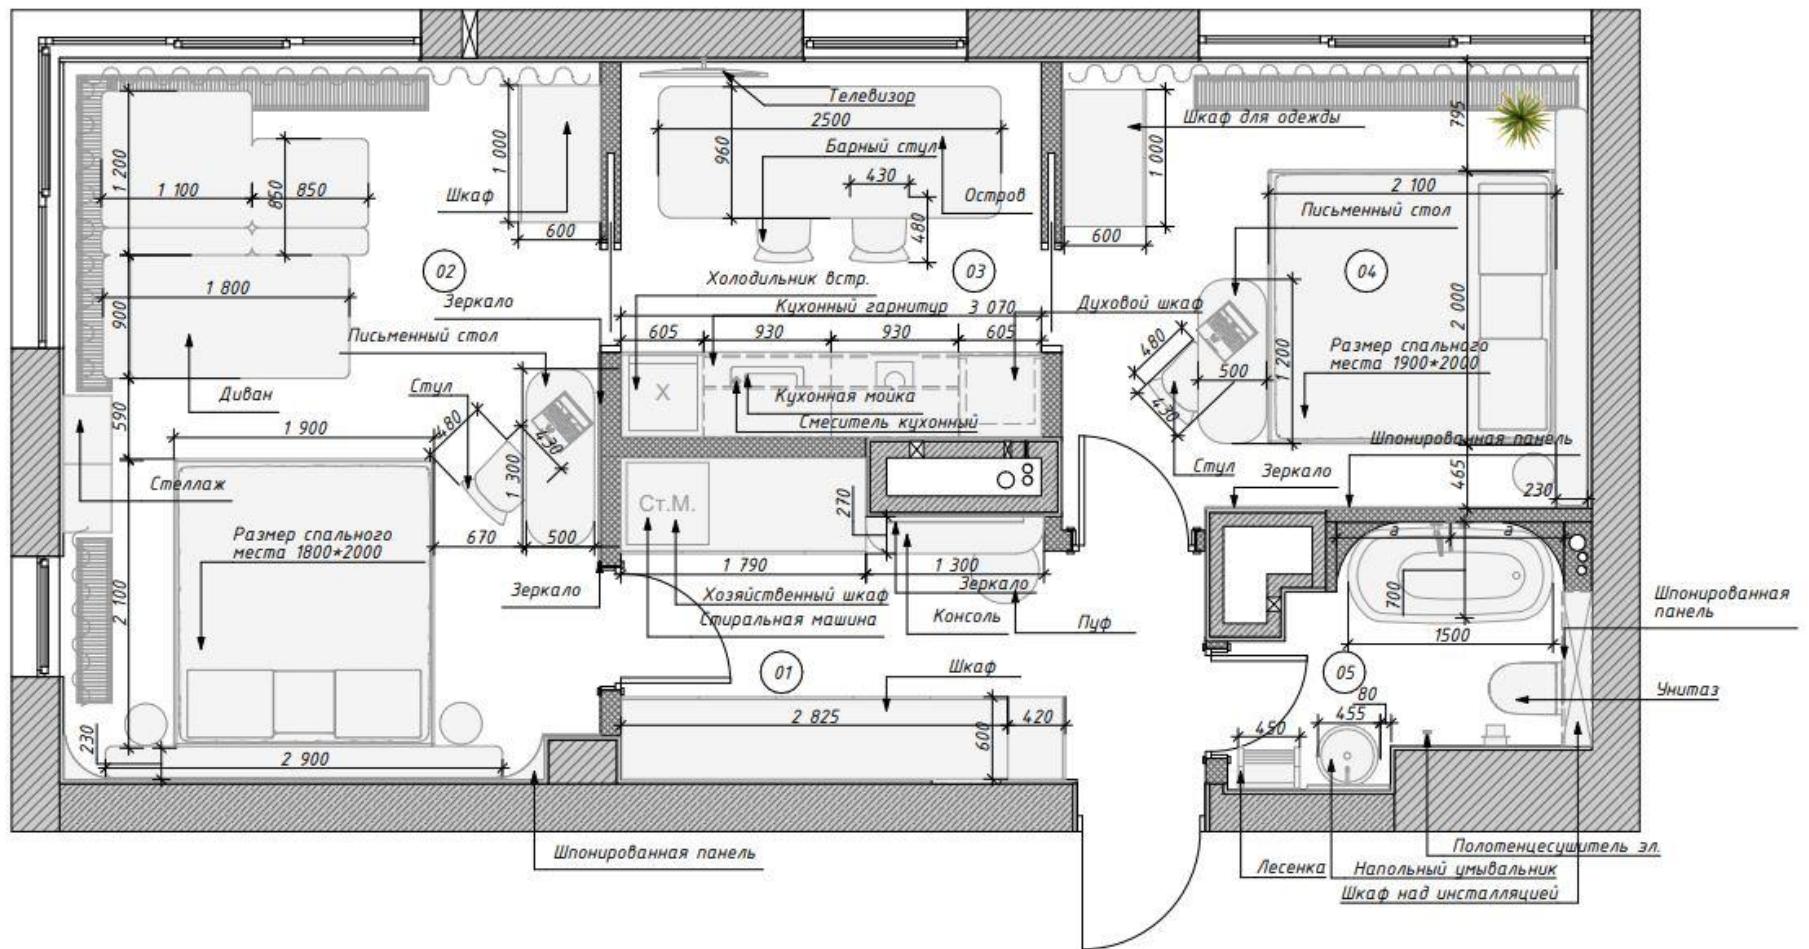 Телевизор
2500
960
Барный стул
430
480
Остров
1 200
1 100
850
850
1 000
Шкаф
600
Шкаф для одежды
1 000
600
795
2 100
Письменный стол
02
03
04
1 800
900
Диван
Зеркало
Письменный стол
Стул
Холодильник встр.
Кухонный гарнитур
3 070
605
930
930
605
Духовой шкаф
X
Кухонная мойка
Смеситель кухонный
480
430
500
1 200
2 000
Размер спального
места 1900*2000
Шпонированная панель
Стул
Зеркало
465
230
590
1 900
480
430
1 300
Стеллаж
Размер спального
места 1800*2000
670
500
2 100
Зеркало
Ст.М.
270
1 790
1 300
Хозяйственный шкаф
Стиральная машина
Зеркало
Консоль
Пуф
а
а
700
1500
Шпонированная
панель
01
Шкаф
2 825
420
600
05
80
455
450
Унитаз
230
2 900
Шпонированная панель
Полотенцесушитель эл.
Лесенка
Напольный умывальник
Шкаф над инсталляцией